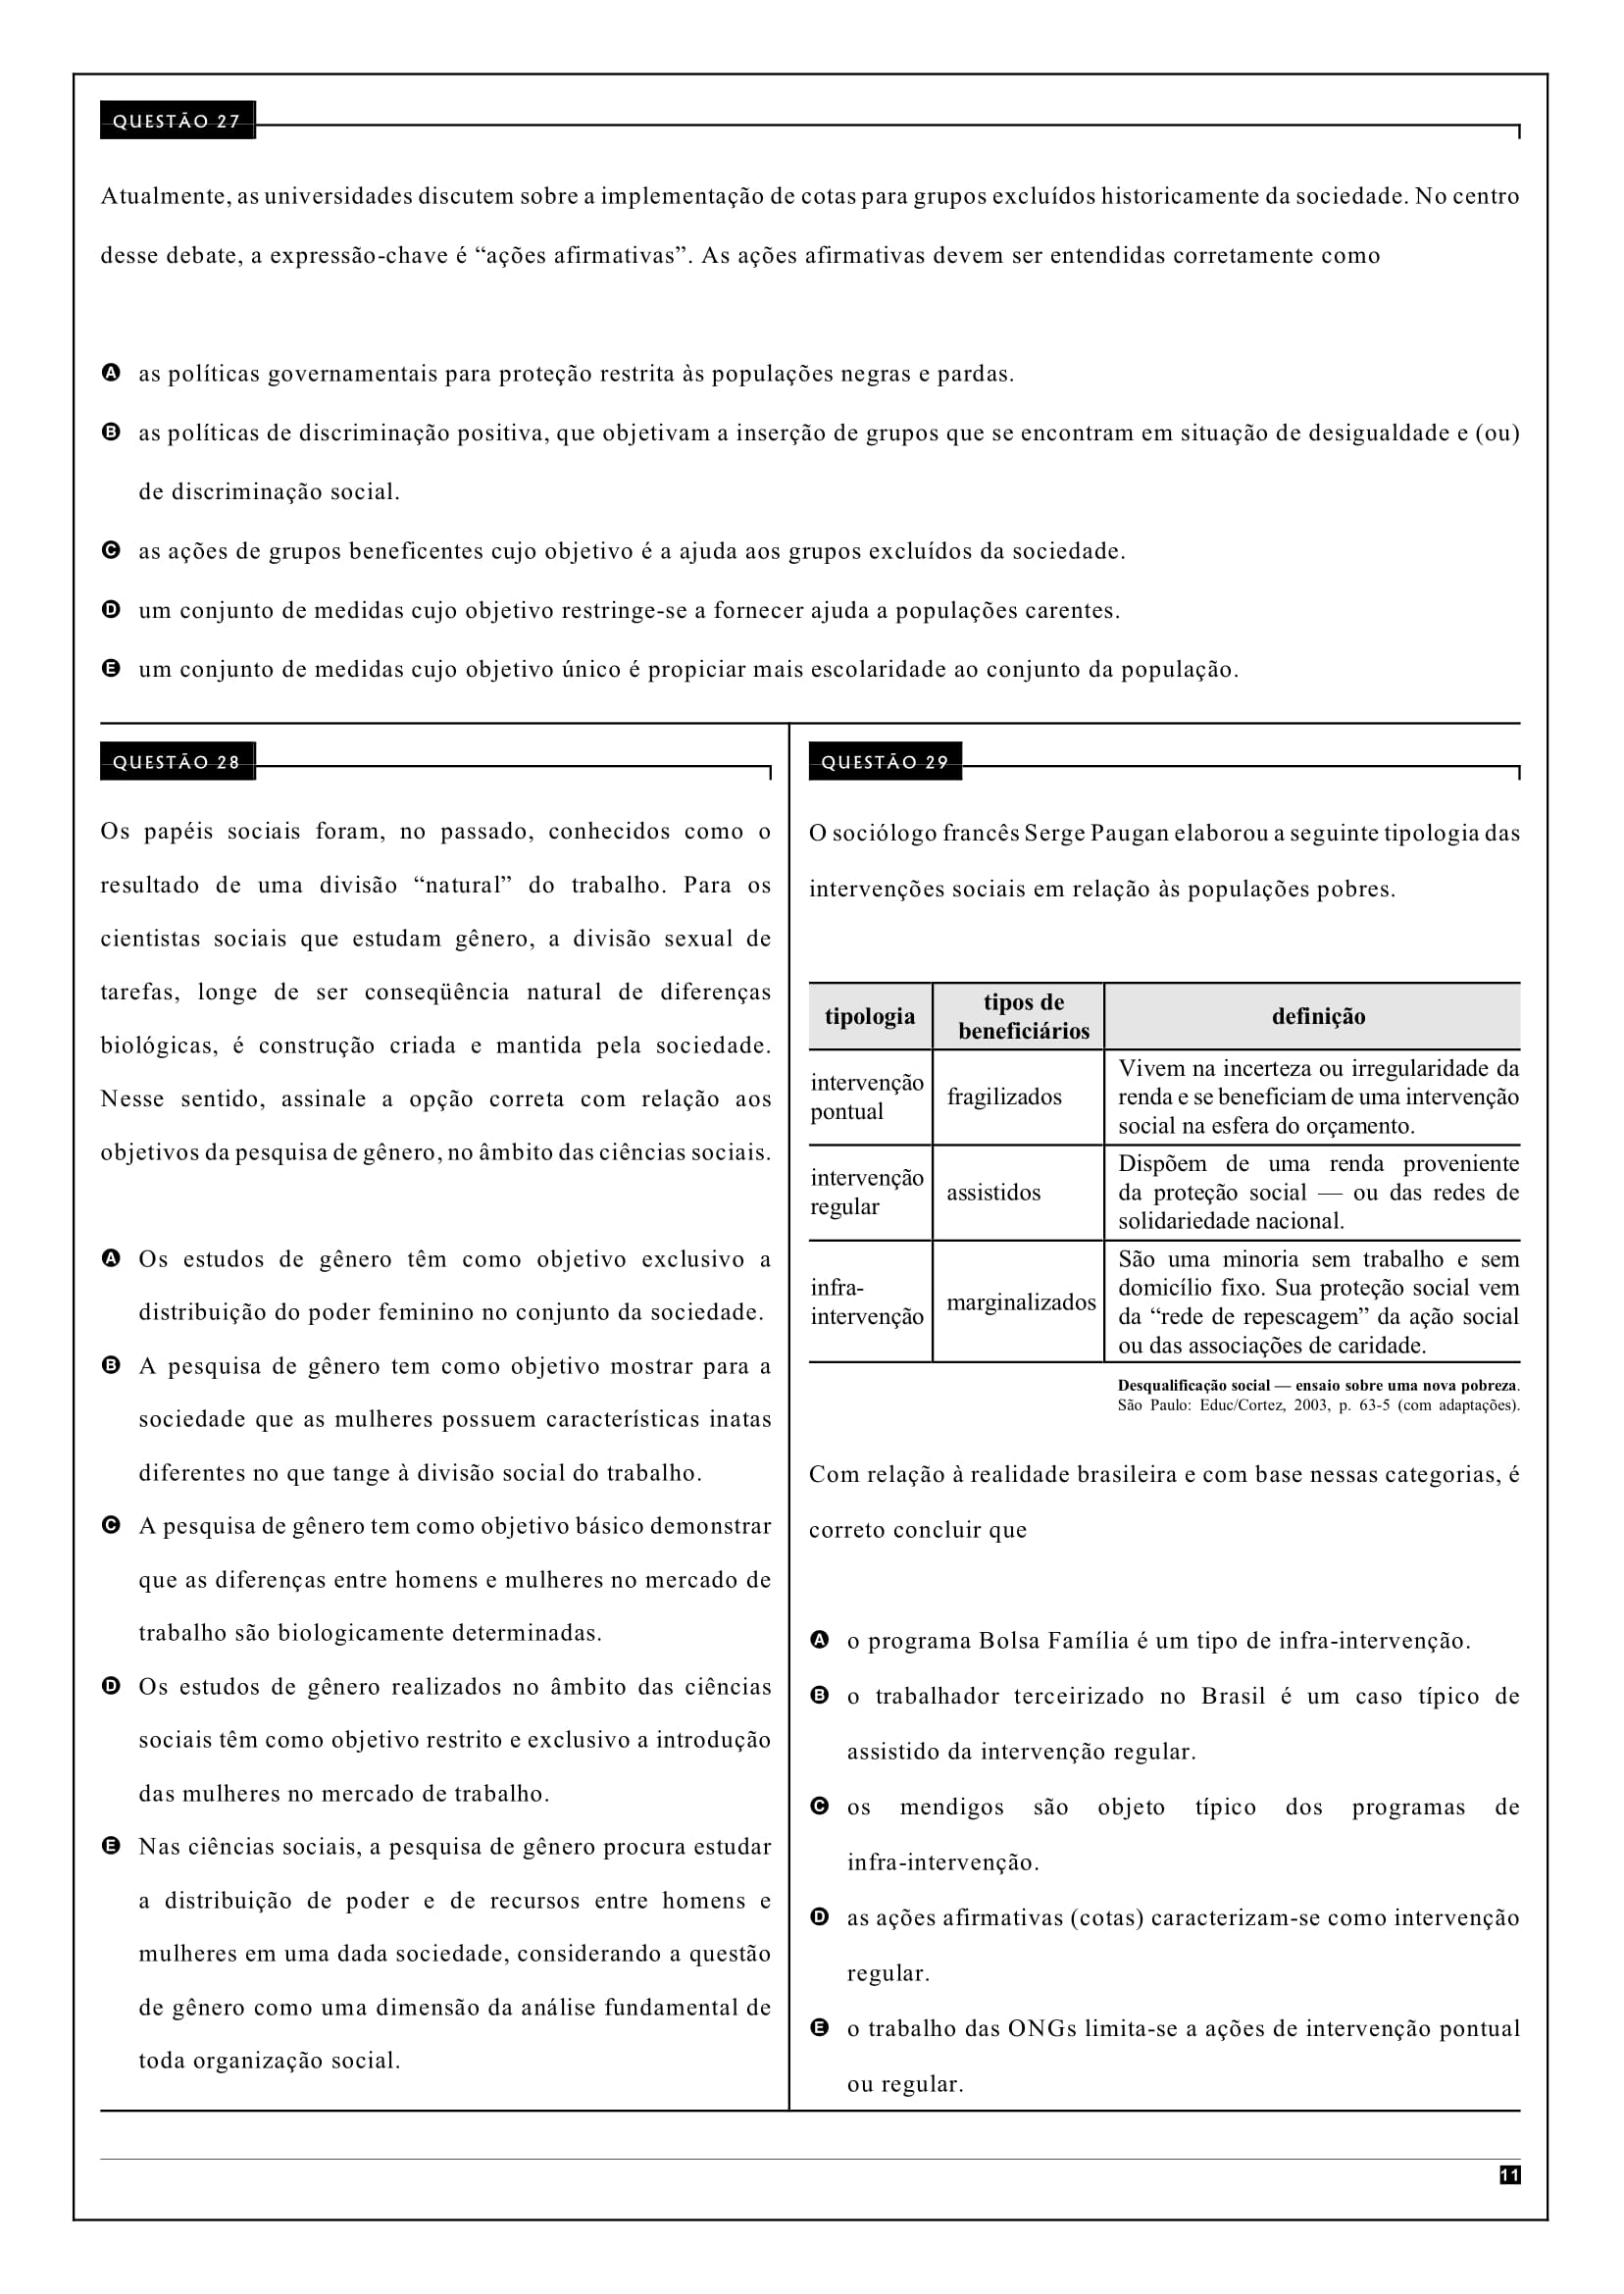 QUESTÃO 27
Atualmente, as universidades discutem sobre a implementação de cotas para grupos excluídos historicamente da sociedade. No centro
desse debate, a expressão-chave é “ações afirmativas”. As ações afirmativas devem ser entendidas corretamente como
A as políticas governamentais para proteção restrita às populações negras e pardas.
B as políticas de discriminação positiva, que objetivam a inserção de grupos que se encontram em situação de desigualdade e (ou)
de discriminação social.
C as ações de grupos beneficentes cujo objetivo é a ajuda aos grupos excluídos da sociedade.
D um conjunto de medidas cujo objetivo restringe-se a fornecer ajuda a populações carentes.
E um conjunto de medidas cujo objetivo único é propiciar mais escolaridade ao conjunto da população.
QUESTÃO 28
Os papéis sociais foram, no passado, conhecidos como o
resultado de uma divisão “natural” do trabalho. Para os
cientistas sociais que estudam gênero, a divisão sexual de
tarefas, longe de ser conseqüência natural de diferenças
biológicas, é construção criada e mantida pela sociedade.
Nesse sentido, assinale a opção correta com relação aos
objetivos da pesquisa de gênero, no âmbito das ciências sociais.
A Os estudos de gênero têm como objetivo exclusivo a
distribuição do poder feminino no conjunto da sociedade.
B A pesquisa de gênero tem como objetivo mostrar para a
sociedade que as mulheres possuem características inatas
diferentes no que tange à divisão social do trabalho.
C A pesquisa de gênero tem como objetivo básico demonstrar
que as diferenças entre homens e mulheres no mercado de
trabalho são biologicamente determinadas.
D Os estudos de gênero realizados no âmbito das ciências
sociais têm como objetivo restrito e exclusivo a introdução
das mulheres no mercado de trabalho.
E Nas ciências sociais, a pesquisa de gênero procura estudar
a distribuição de poder e de recursos entre homens e
mulheres em uma dada sociedade, considerando a questão
de gênero como uma dimensão da análise fundamental de
toda organização social.
QUESTÃO 29
O sociólogo francês Serge Paugan elaborou a seguinte tipologia das
intervenções sociais em relação às populações pobres.
tipologia
tipos de
beneficiários
definição
intervenção
pontual
fragilizados
Vivem na incerteza ou irregularidade da
renda e se beneficiam de uma intervenção
social na esfera do orçamento.
intervenção
regular
assistidos
Dispõem de uma renda proveniente
da proteção social — ou das redes de
solidariedade nacional.
infra-
intervenção
marginalizados
São uma minoria sem trabalho e sem
domicílio fixo. Sua proteção social vem
da “rede de repescagem” da ação social
ou das associações de caridade.
Desqualificação social — ensaio sobre uma nova pobreza.
São Paulo: Educ/Cortez, 2003, p. 63-5 (com adaptações).
Com relação à realidade brasileira e com base nessas categorias, é
correto concluir que
A o programa Bolsa Família é um tipo de infra-intervenção.
B o trabalhador terceirizado no Brasil é um caso típico de
assistido da intervenção regular.
C os mendigos são objeto típico dos programas de
infra-intervenção.
D as ações afirmativas (cotas) caracterizam-se como intervenção
regular.
E o trabalho das ONGs limita-se a ações de intervenção pontual
ou regular.
11